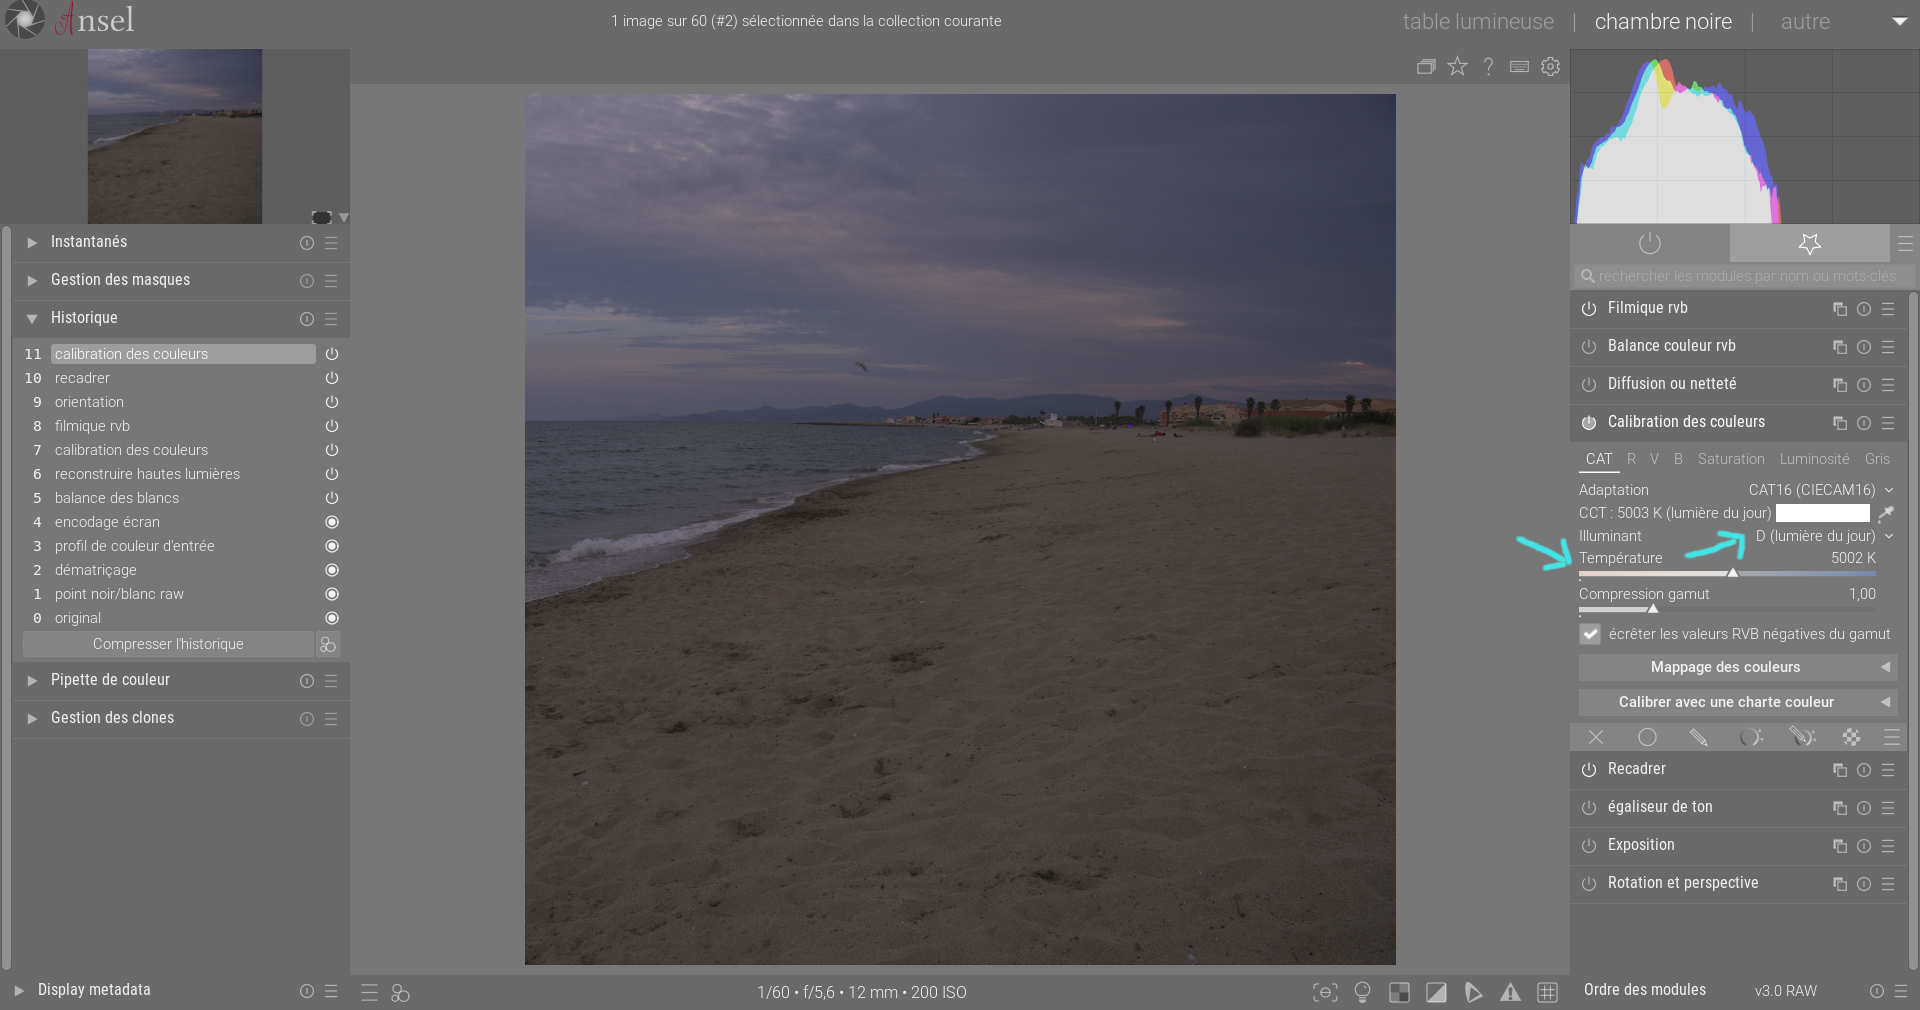 Ansel
1 image sur 60 (#2) sélectionnée dans la collection courante
table lumineuse | chambre noire | autre
Instantanés
Gestion des masques
Historique
11 calibration des couleurs
10 recadrer
9 orientation
8 filmique rvb
7 calibration des couleurs
6 reconstruire hautes lumières
5 balance des blancs
4 encodage écran
3 profil de couleur d'entrée
2 dématriçage
1 point noir/blanc raw
0 original
Compresser l'historique
Pipette de couleur
Gestion des clones
Display metadata
1/60 • f/5,6 • 12 mm • 200 ISO
rechercher les modules par nom ou mots-clés
Filmique rvb
Balance couleur rvb
Diffusion ou netteté
Calibration des couleurs
CAT R V B Saturation Luminosité Gris
Adaptation CAT16 (CIECAM16)
CCT : 5003 K (lumière du jour)
Illuminant D (lumière du jour)
Température 5002 K
Compression gamut 1,00
écrêter les valeurs RVB négatives du gamut
Mappage des couleurs
Calibrer avec une charte couleur
Recadrer
égaliseur de ton
Exposition
Rotation et perspective
Ordre des modules v3.0 RAW